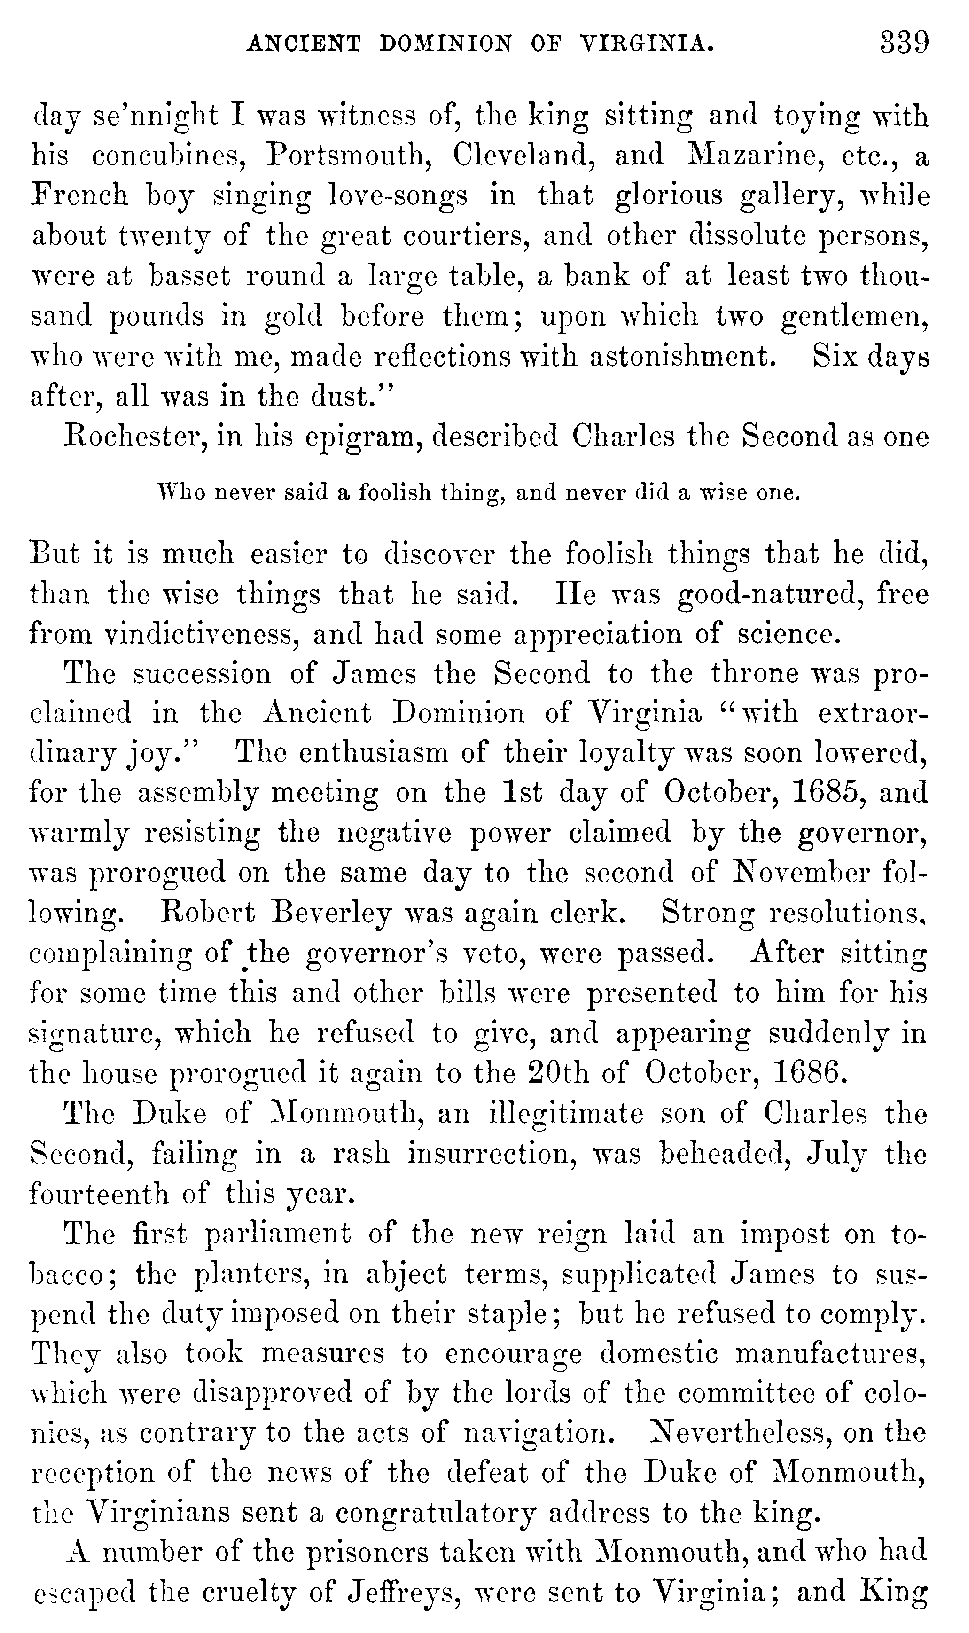 ANCIENT DOMINION OF VIRGINIA. 339
day se'nnight I was witness of, the king sitting and toying with
his concubines, Portsmouth, Cleveland, and Mazarine, etc., a
French boy singing love-songs in that glorious gallery, while
about twenty of the great courtiers, and other dissolute persons,
were at basset round a large table, a bank of at least two thou-
sand pounds in gold before them; upon which two gentlemen,
who were with me, made reflections with astonishment. Six days
after, all was in the dust."
Rochester, in his epigram, described Charles the Second as one
Who never said a foolish thing, and never did a wise one.
But it is much easier to discover the foolish things that he did,
than the wise things that he said. He was good-natured, free
from vindictiveness, and had some appreciation of science.
The succession of James the Second to the throne was pro-
claimed in the Ancient Dominion of Virginia "with extraor-
dinary joy." The enthusiasm of their loyalty was soon lowered,
for the assembly meeting on the 1st day of October, 1685, and
warmly resisting the negative power claimed by the governor,
was prorogued on the same day to the second of November fol-
lowing. Robert Beverley was again clerk. Strong resolutions,
complaining of the governor's veto, were passed. After sitting
for some time this and other bills were presented to him for his
signature, which he refused to give, and appearing suddenly in
the house prorogued it again to the 20th of October, 1686.
The Duke of Monmouth, an illegitimate son of Charles the
Second, failing in a rash insurrection, was beheaded, July the
fourteenth of this year.
The first parliament of the new reign laid an impost on to-
bacco; the planters, in abject terms, supplicated James to sus-
pend the duty imposed on their staple; but he refused to comply.
They also took measures to encourage domestic manufactures,
which were disapproved of by the lords of the committee of colo-
nies, as contrary to the acts of navigation. Nevertheless, on the
reception of the news of the defeat of the Duke of Monmouth,
the Virginians sent a congratulatory address to the king.
A number of the prisoners taken with Monmouth, and who had
escaped the cruelty of Jeffreys, were sent to Virginia; and King